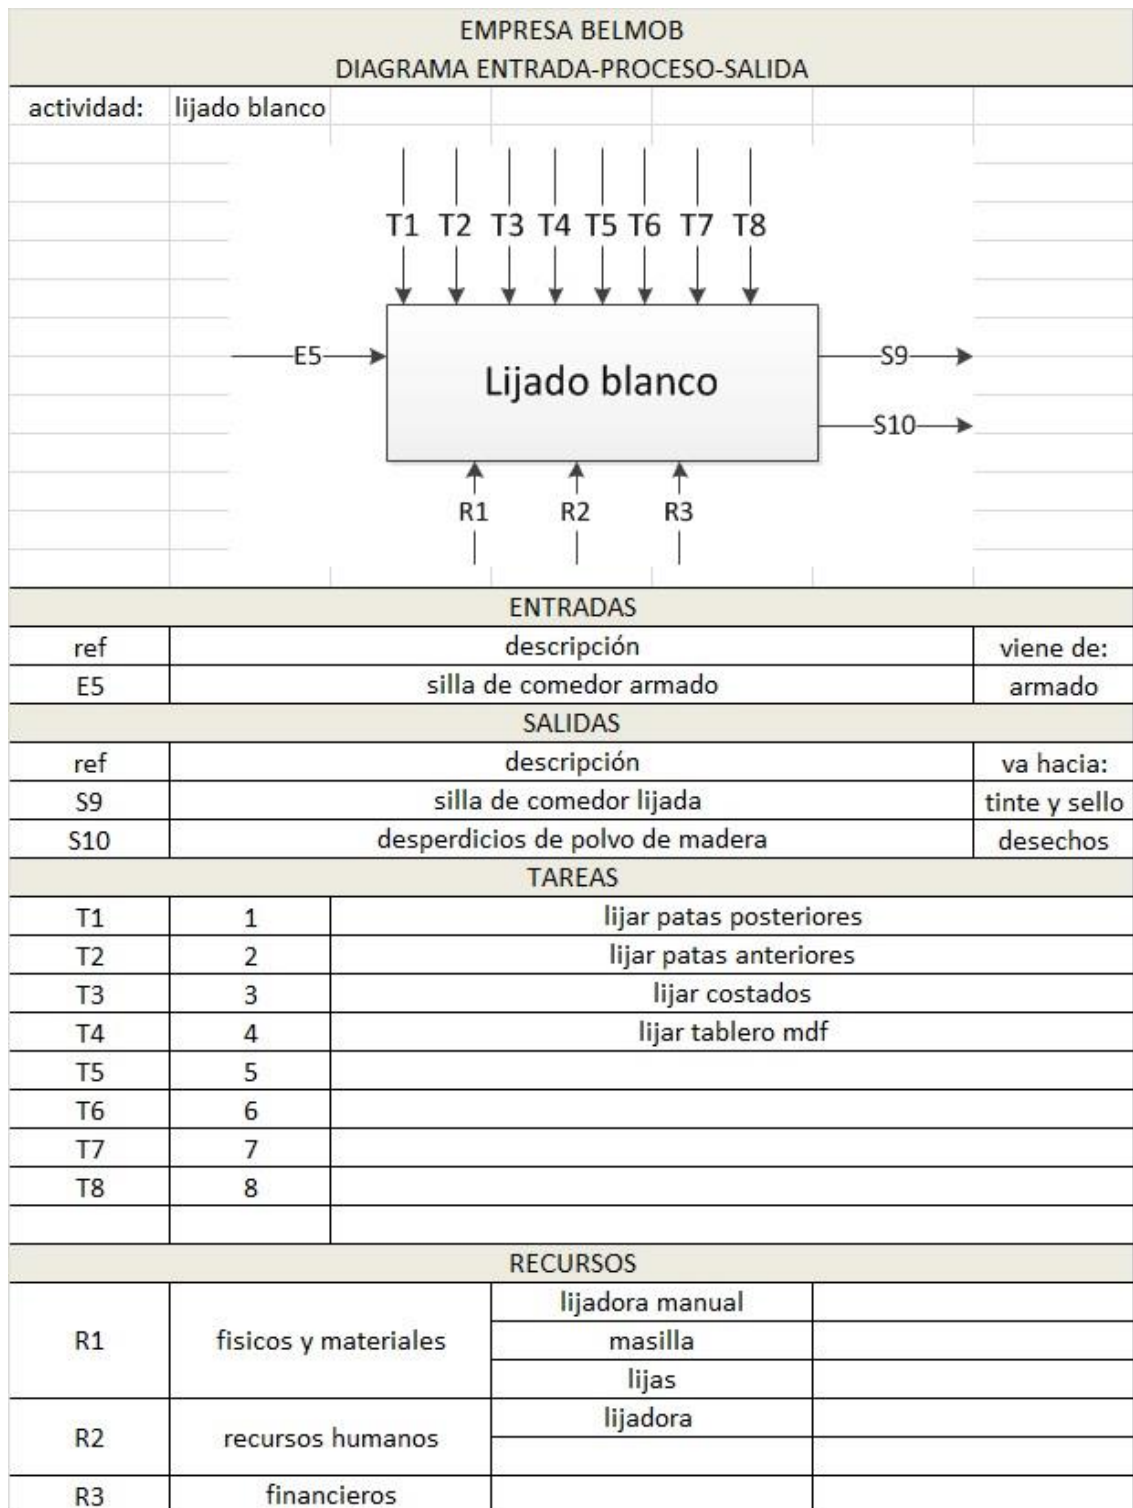 EMPRESA BELMOB
DIAGRAMA ENTRADA-PROCESO-SALIDA
actividad: lijado blanco
T1 T2 T3 T4 T5 T6 T7 T8
E5
Lijado blanco
S9
S10
R1 R2 R3
ENTRADAS
ref descripción viene de:
E5 silla de comedor armado armado
SALIDAS
ref descripción va hacia:
S9 silla de comedor lijada tinte y sello
S10 desperdicios de polvo de madera desechos
TAREAS
T1 1 lijar patas posteriores
T2 2 lijar patas anteriores
T3 3 lijar costados
T4 4 lijar tablero mdf
T5 5
T6 6
T7 7
T8 8
RECURSOS
R1 fisicos y materiales lijadora manual
masilla
lijas
R2 recursos humanos lijadora
R3 financieros